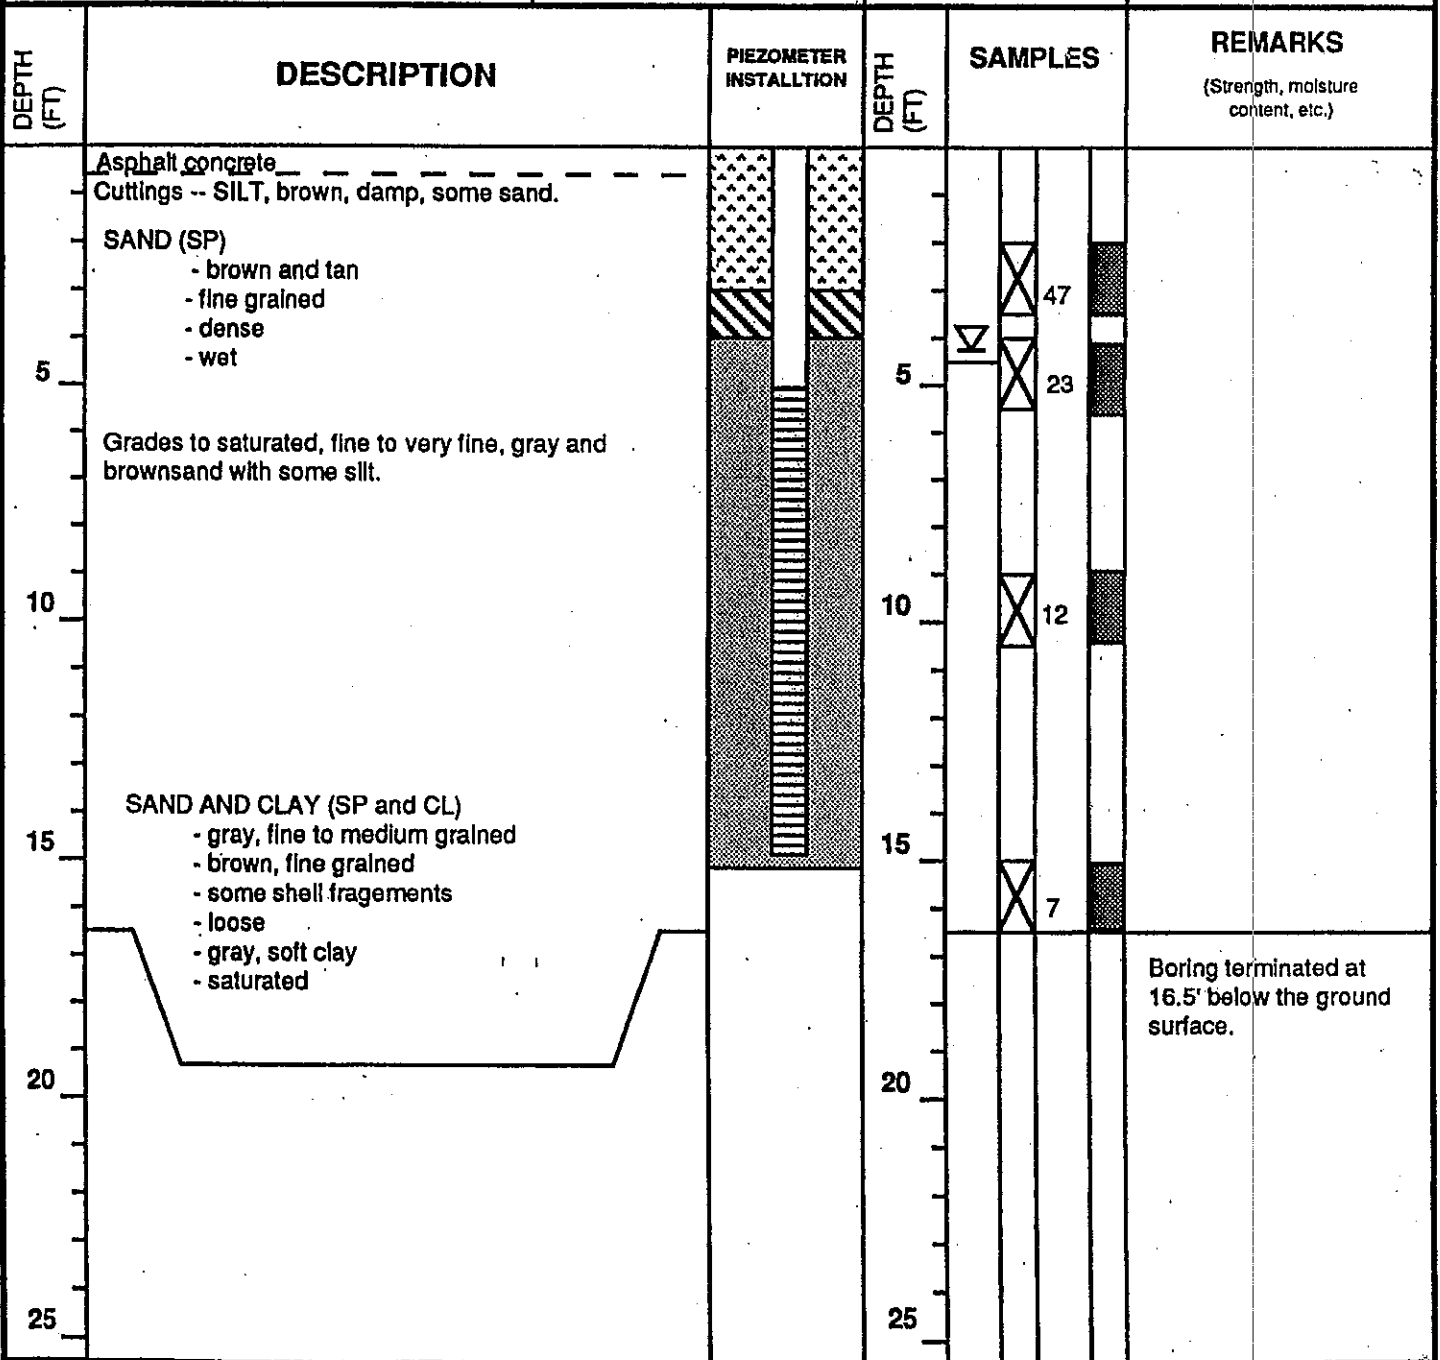 DEPTH
(FT)
DESCRIPTION
PIEZOMETER
INSTALLTION
DEPTH
(FT)
SAMPLES
REMARKS
(Strength, moisture
content, etc.)
Asphalt concrete
Cuttings -- SILT, brown, damp, some sand.
SAND (SP)
- brown and tan
- fine grained
- dense
- wet
Grades to saturated, fine to very fine, gray and
brownsand with some silt.
SAND AND CLAY (SP and CL)
- gray, fine to medium grained
- brown, fine grained
- some shell fragements
- loose
- gray, soft clay
- saturated
5
10
15
20
25
5
10
15
20
25
47
23
12
7
Boring terminated at
16.5' below the ground
surface.